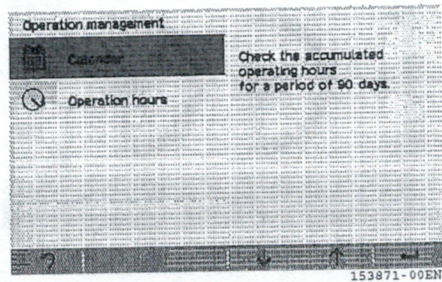 Operation management
Calendar
Operation hours
Check the accumulated
operating hours
for a period of 90 days.
153871-00EN